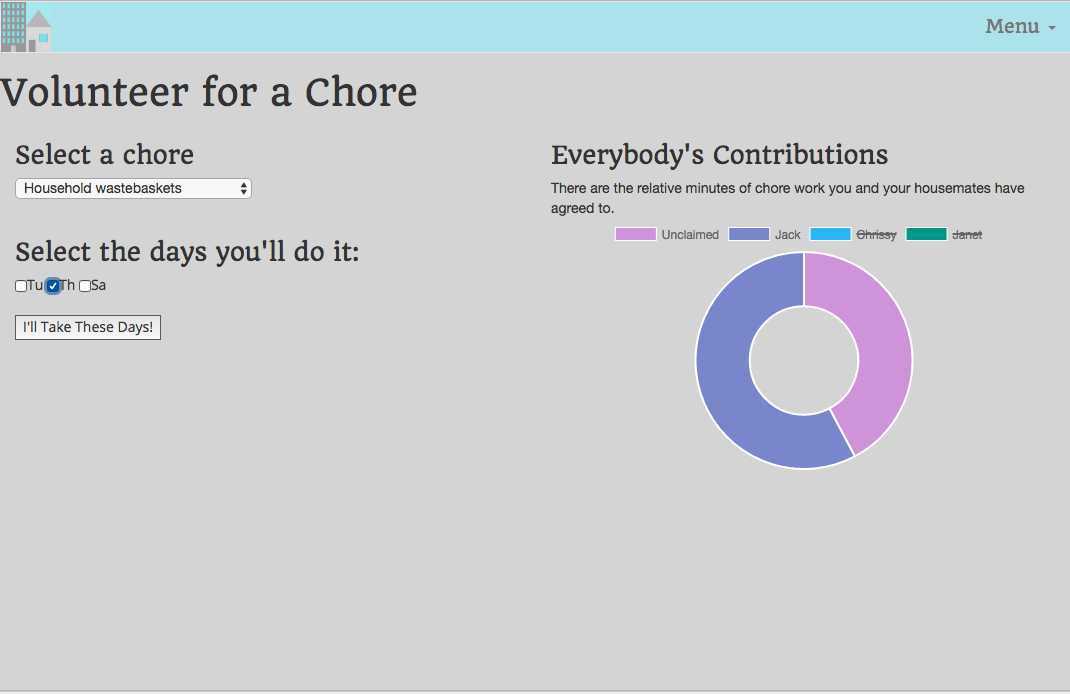 Menu
Volunteer for a Chore
Select a chore
Household wastebaskets
Select the days you'll do it:
Tu Th Sa
I'll Take These Days!
Everybody's Contributions
There are the relative minutes of chore work you and your housemates have
agreed to.
Unclaimed Jack Chrissy Janet